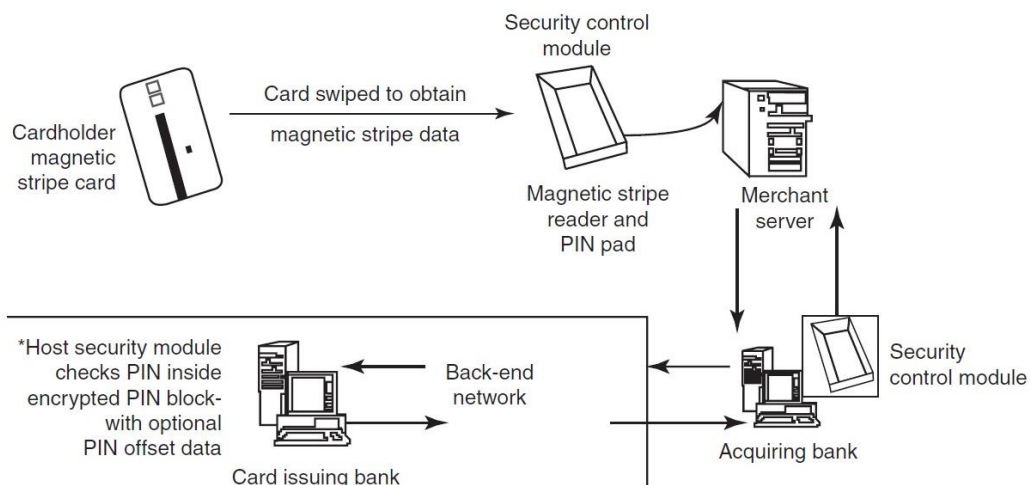 Security control
module
Card swiped to obtain
magnetic stripe data
Cardholder
magnetic
stripe card
Magnetic stripe
reader and
PIN pad
Merchant
server
*Host security module
checks PIN inside
encrypted PIN block-
with optional
PIN offset data
Back-end
network
Security
control module
Acquiring bank
Card issuing bank